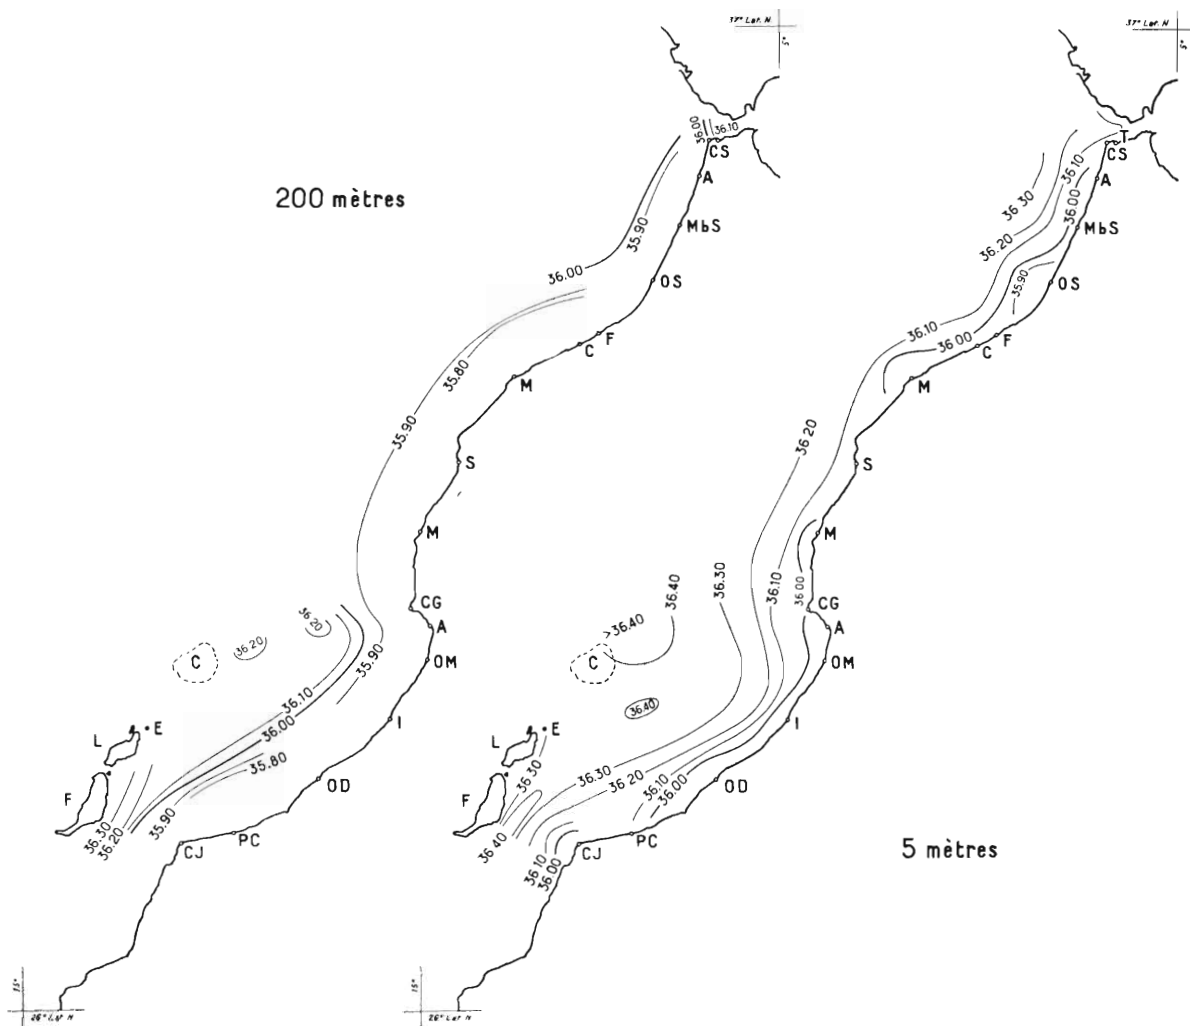 37° Lat. N
5°
36.00
36.10
CS
A
200 mètres
MbS
35.90
36.00
OS
F
C
M
35.80
35.90
S
M
36.20
CG
A
36.20
C
35.90
OM
36.10
I
36.00
E
L
35.80
OD
F
35.90
36.30
36.20
PC
CJ
15°
26° Lat N
37° Lat. N
5°
T
CS
36.10
A
36.30
36.00
MbS
36.20
35.90
OS
36.10
36 00
F
C
M
36.20
S
M
36.40
36.30
36.10
36.00
CG
>36.40
A
C
OM
36.40
I
E
L
36.30
36.30
36 20
OD
36.10
36.00
F
36 40
PC
CJ
5 mètres
36 10
36 00
15°
26° Lat N